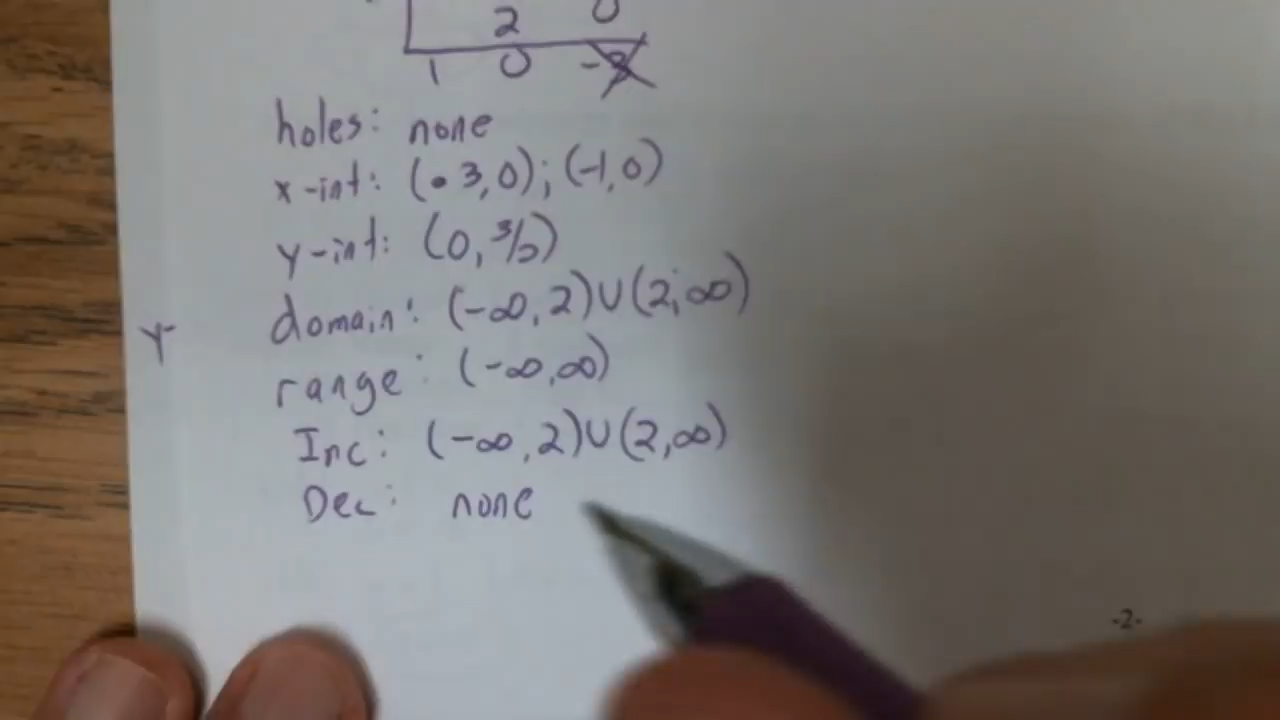 2 0
1 0 -3
holes: none
x-int: (3,0); (-1,0)
y-int: (0, 3/2)
domain: (-∞, 2)∪(2, ∞)
range: (-∞, ∞)
Inc: (-∞, 2)∪(2, ∞)
Dec: none
-2-